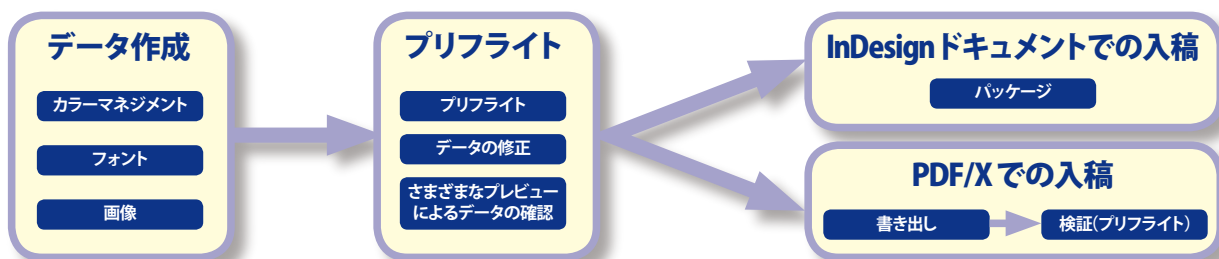 データ作成
カラーマネジメント
フォント
画像
プリフライト
プリフライト
データの修正
さまざまなプレビュー
によるデータの確認
InDesignドキュメントでの入稿
パッケージ
PDF/Xでの入稿
書き出し
検証(プリフライト)